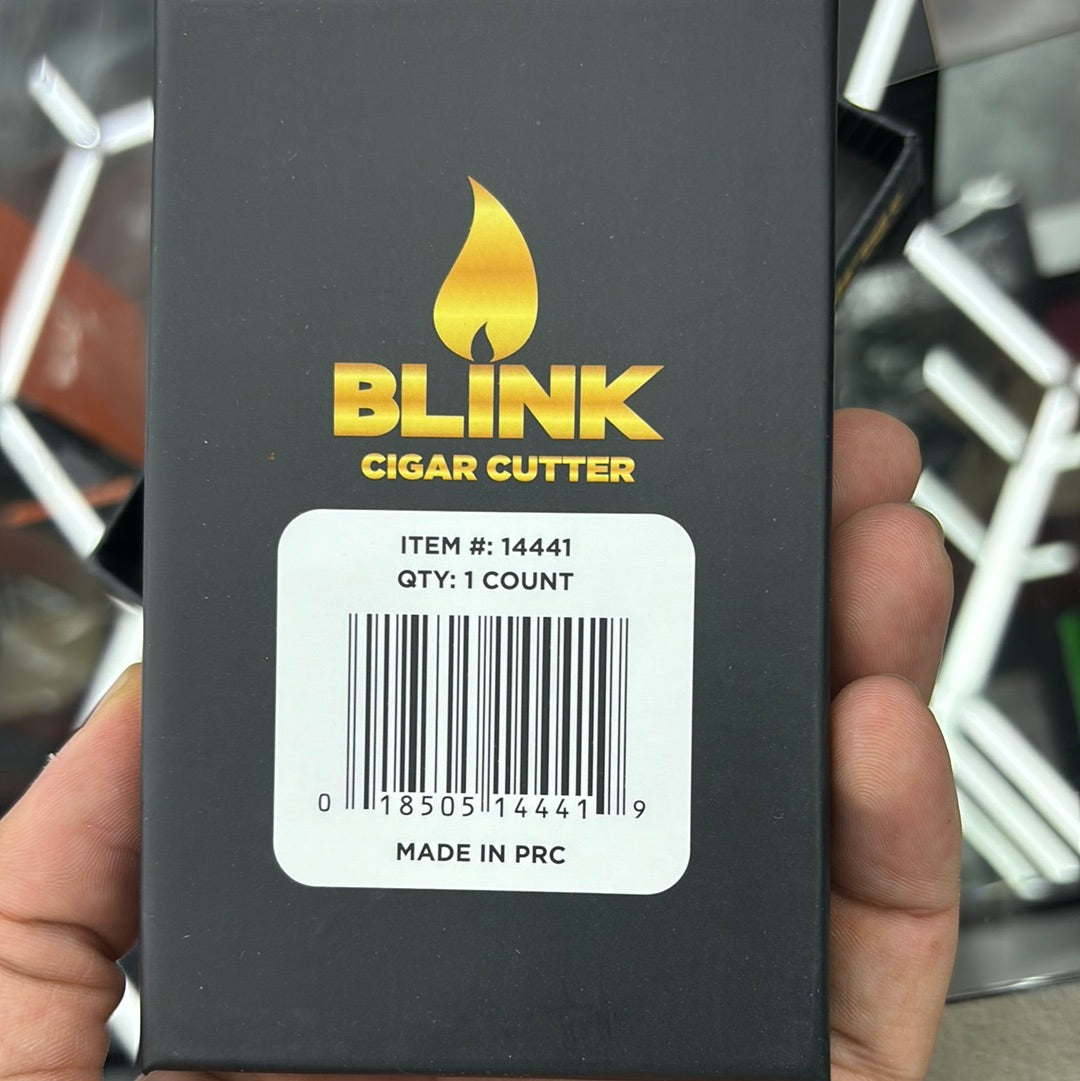 BLINK
CIGAR CUTTER
ITEM #: 14441
QTY: 1 COUNT
0 18505 14441 9
MADE IN PRC